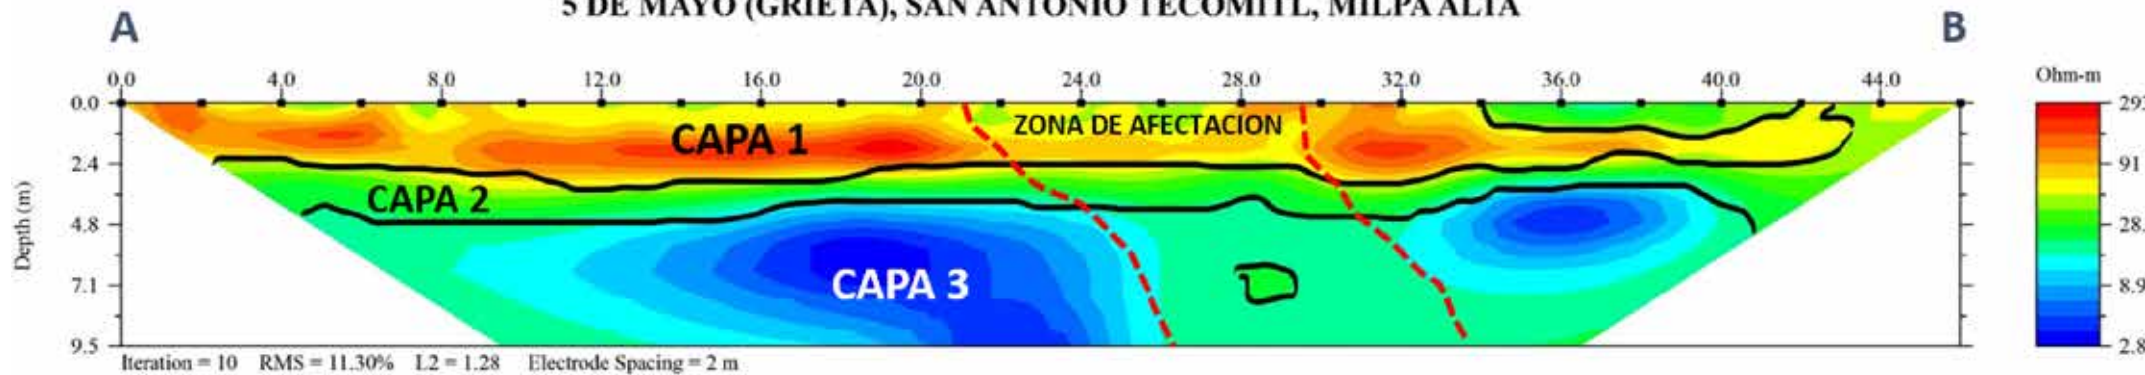 5 DE MAYO (GRIETA), SAN ANTONIO TECOMITL, MILPA ALTA
A B
0.0 4.0 8.0 12.0 16.0 20.0 24.0 28.0 32.0 36.0 40.0 44.0
Ohm-m
0.0
CAPA 1
ZONA DE AFECTACION
2.4
91
CAPA 2
4.8
28.
Depth (m)
CAPA 3
7.1
8.9
9.5
2.8
Iteration = 10 RMS = 11.30% L2 = 1.28 Electrode Spacing = 2 m